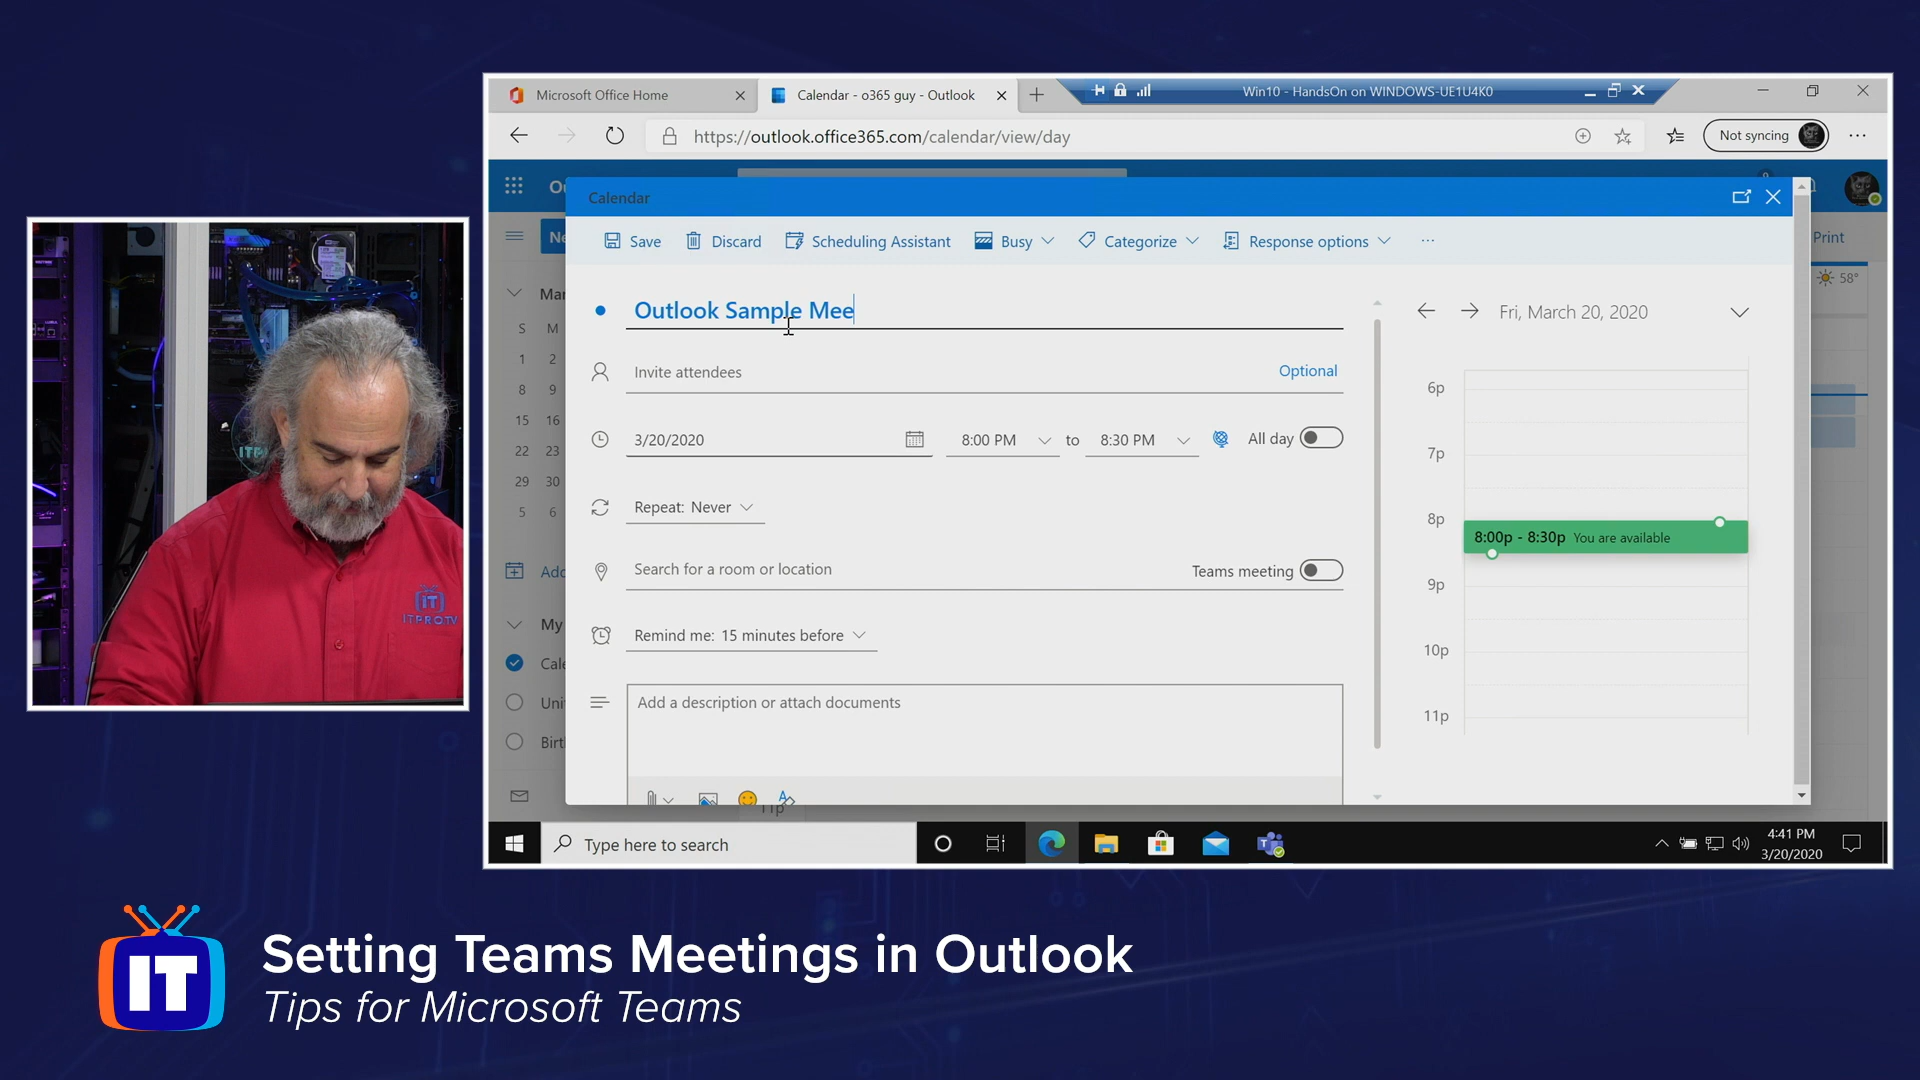 Microsoft Office Home
Calendar - o365 guy - Outlook
Win10 - HandsOn on WINDOWS-UE1U4K0
https://outlook.office365.com/calendar/view/day
Not syncing
Calendar
Save
Discard
Scheduling Assistant
Busy
Categorize
Response options
Print
58°
Outlook Sample Mee
Fri, March 20, 2020
S M
1 2
8 9
15 16
22 23
29 30
5 6
Invite attendees
Optional
3/20/2020
8:00 PM
to
8:30 PM
All day
Repeat: Never
Search for a room or location
Teams meeting
Remind me: 15 minutes before
Add a description or attach documents
6p
7p
8p
8:00p - 8:30p You are available
9p
10p
11p
My
Type here to search
4:41 PM
3/20/2020
iT
ITPROTV
IT
Setting Teams Meetings in Outlook
Tips for Microsoft Teams